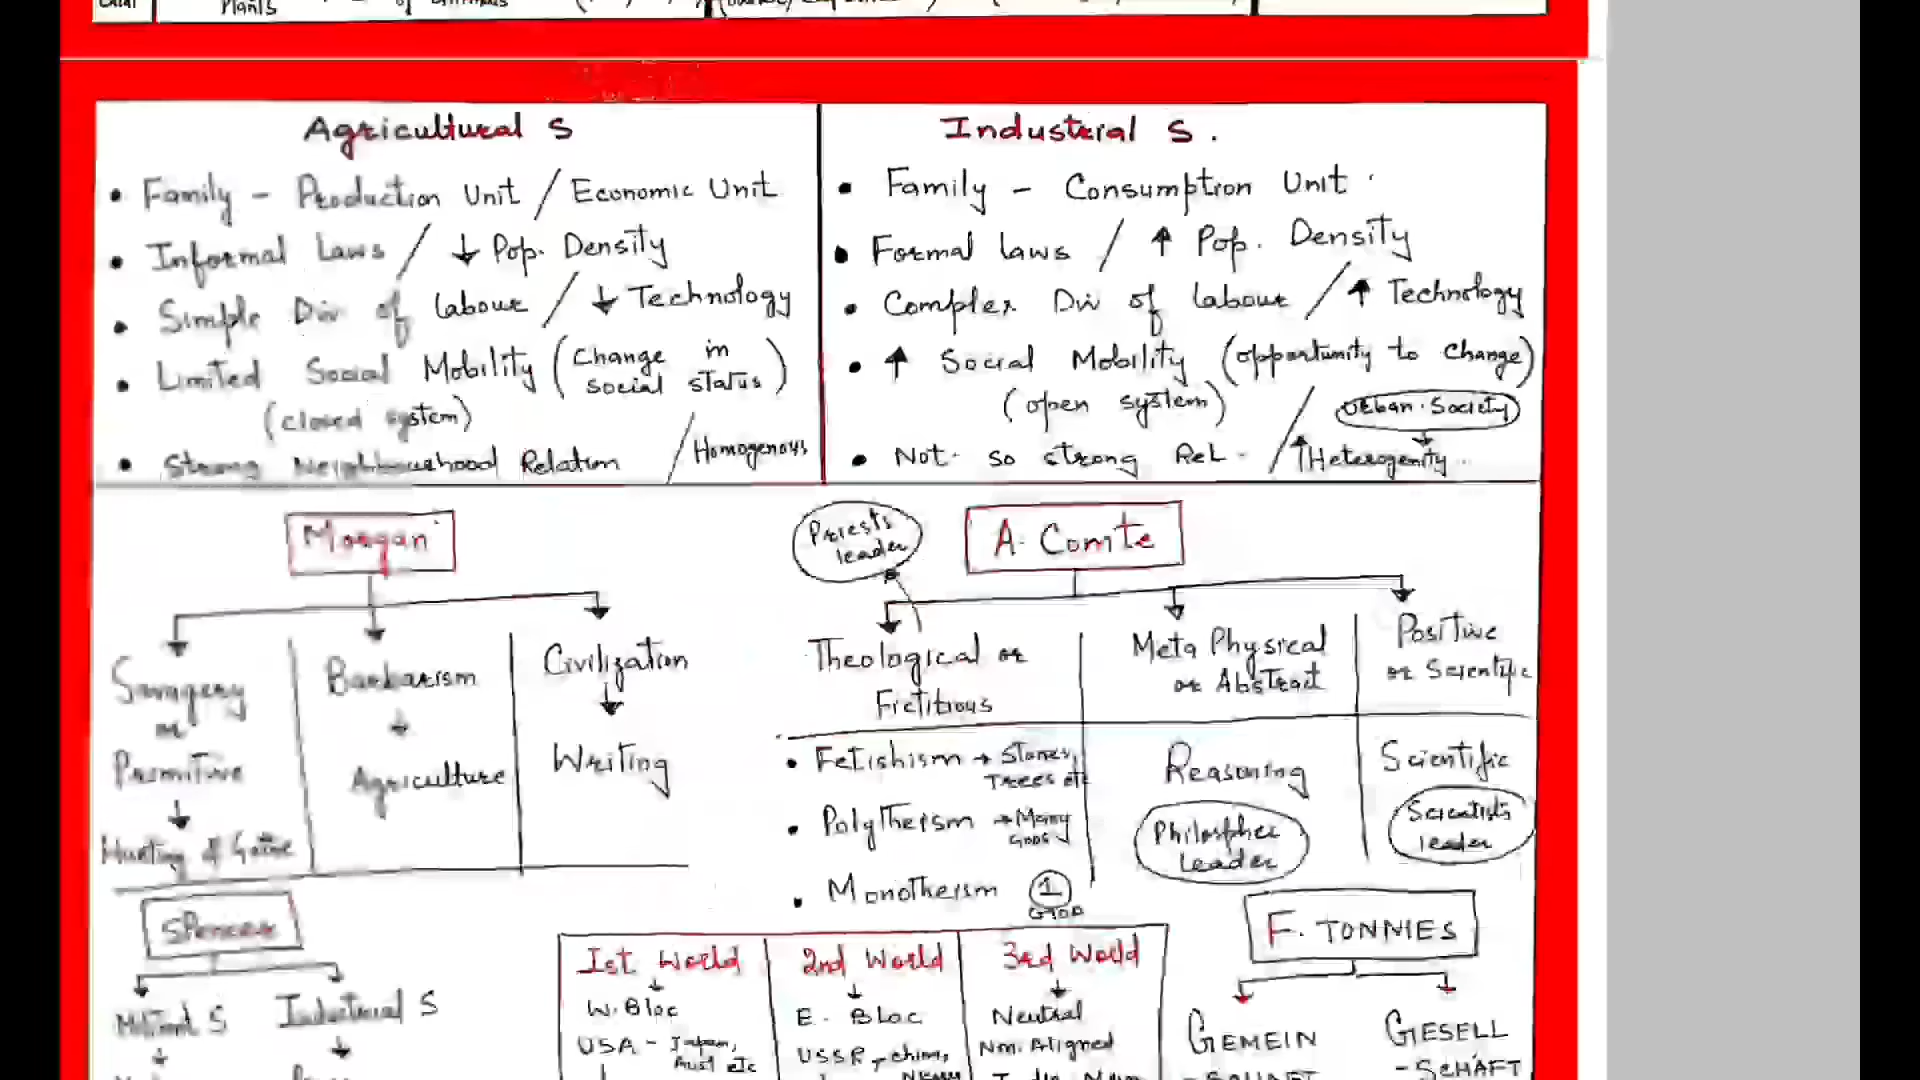 Plants
Agricultural S
• Family - Production Unit / Economic Unit
• Informal Laws / ↓ Pop. Density
• Simple Div of labour / ↓ Technology
• Limited Social Mobility (Change in social status)
(closed system)
• Strong Neighbourhood Relation / Homogenous
Industrial S.
• Family - Consumption Unit.
• Formal laws / ↑ Pop. Density
• Complex Div of labour / ↑ Technology
• ↑ Social Mobility (opportunity to change)
(open system) / Urban Society
• Not so strong Rel. / ↑ Heterogenity.
Morgan
Savagery
or
Primitive
Hunting &
Barbarism
Agriculture
Civilization
Writing
Priests
leader
A. Comte
Theological or
Fictitious
• Fetishism → Stones,
Trees etc
• Polytheism → Many
Gods
• Monotheism 1
GOD
Meta Physical
or Abstract
Reasoning
Philospher
Leader
Positive
or Scientific
Scientific
Scientists
leader
Spencer
Militant S
Industrial S
Ist World
W. Bloc
USA - Japan,
Aust etc
2nd World
E. Bloc
USSR, china,
3rd World
Neutral
Non. Aligned
F. TONNIES
GEMEIN
- SCHAFT
GESELL
- SCHAFT